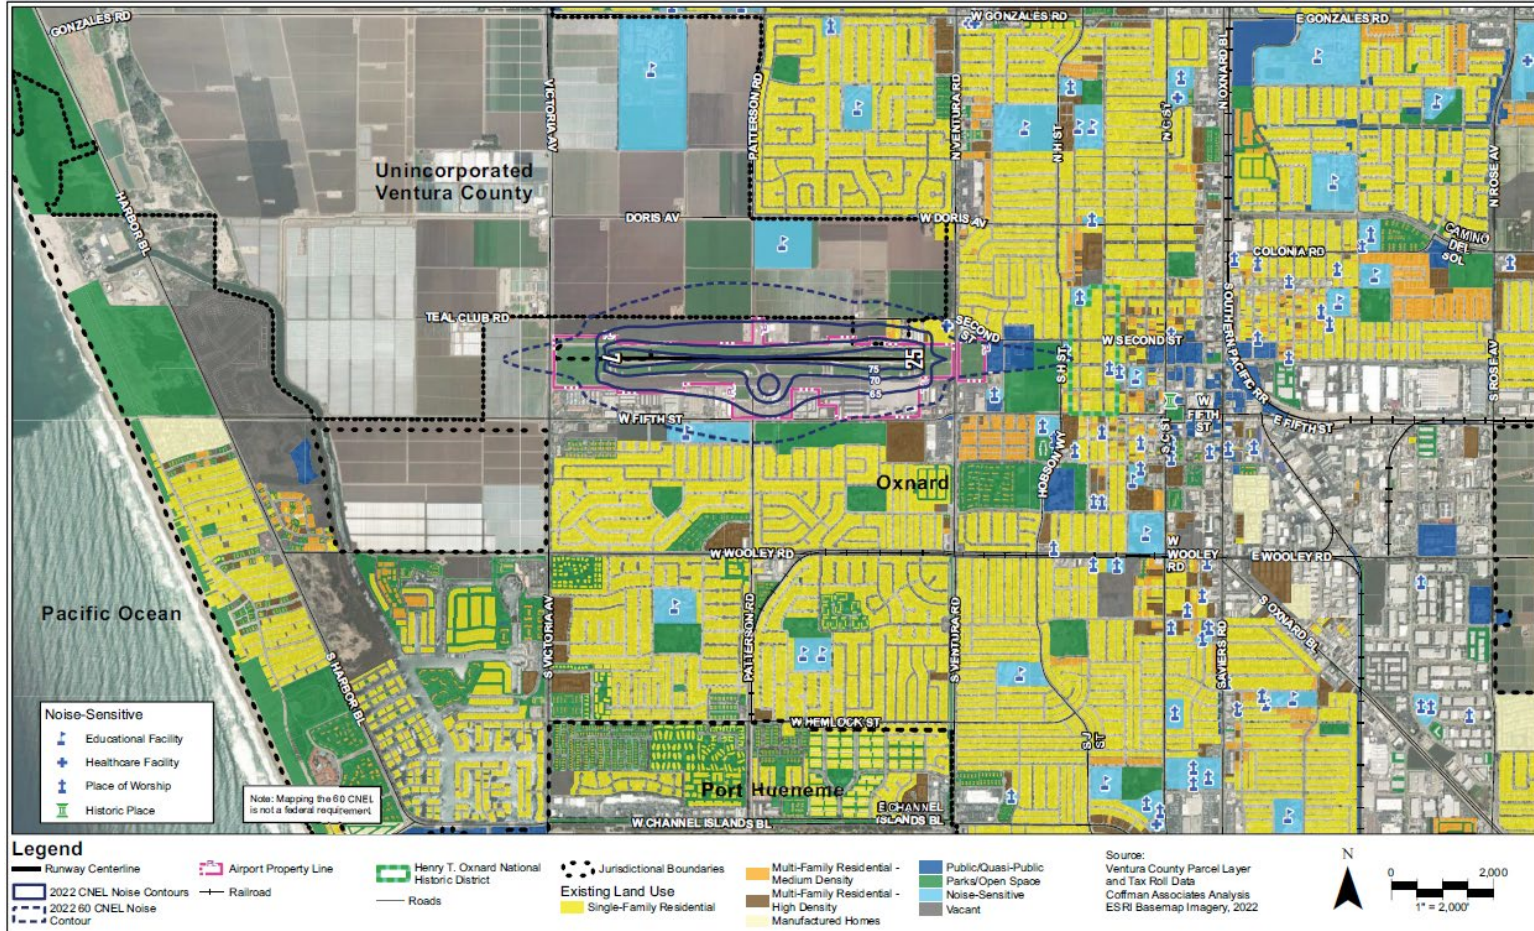 GONZALES RD
W GONZALES RD
E GONZALES RD
VICTORIA AV
PATTERSON RD
N VENTURA RD
N H ST
N C ST
N OXNARD BL
N ROSE AV
Unincorporated
Ventura County
HARBOR BL
DORIS AV
W DORIS AV
COLONIA RD
CAMINO
DEL
SOL
TEAL CLUB RD
SECOND
ST
W SECOND ST
SOUTHERN PACIFIC RR
S H ST
S ROSE AV
7
25
75
70
65
W FIFTH ST
W
FIFTH
ST
E FIFTH ST
S C ST
HOBSON WY
Oxnard
W WOOLEY RD
W
WOOLEY
RD
E WOOLEY RD
Pacific Ocean
S VICTORIA AV
PATTERSON RD
S VENTURA RD
SAVIERS RD
S OXNARD BL
S HARBOR BL
W HEMLOCK ST
S J
ST
Port Hueneme
W CHANNEL ISLANDS BL
E CHANNEL
ISLANDS BL
Noise-Sensitive
Educational Facility
Healthcare Facility
Place of Worship
Historic Place
Note: Mapping the 60 CNEL
is not a federal requirement
Legend
Runway Centerline
2022 CNEL Noise Contours
2022 60 CNEL Noise
Contour
Airport Property Line
Railroad
Henry T. Oxnard National
Historic District
Roads
Jurisdictional Boundaries
Existing Land Use
Single-Family Residential
Multi-Family Residential -
Medium Density
Multi-Family Residential -
High Density
Manufactured Homes
Public/Quasi-Public
Parks/Open Space
Noise-Sensitive
Vacant
Source:
Ventura County Parcel Layer
and Tax Roll Data
Coffman Associates Analysis
ESRI Basemap Imagery, 2022
N
0 2,000
1" = 2,000'